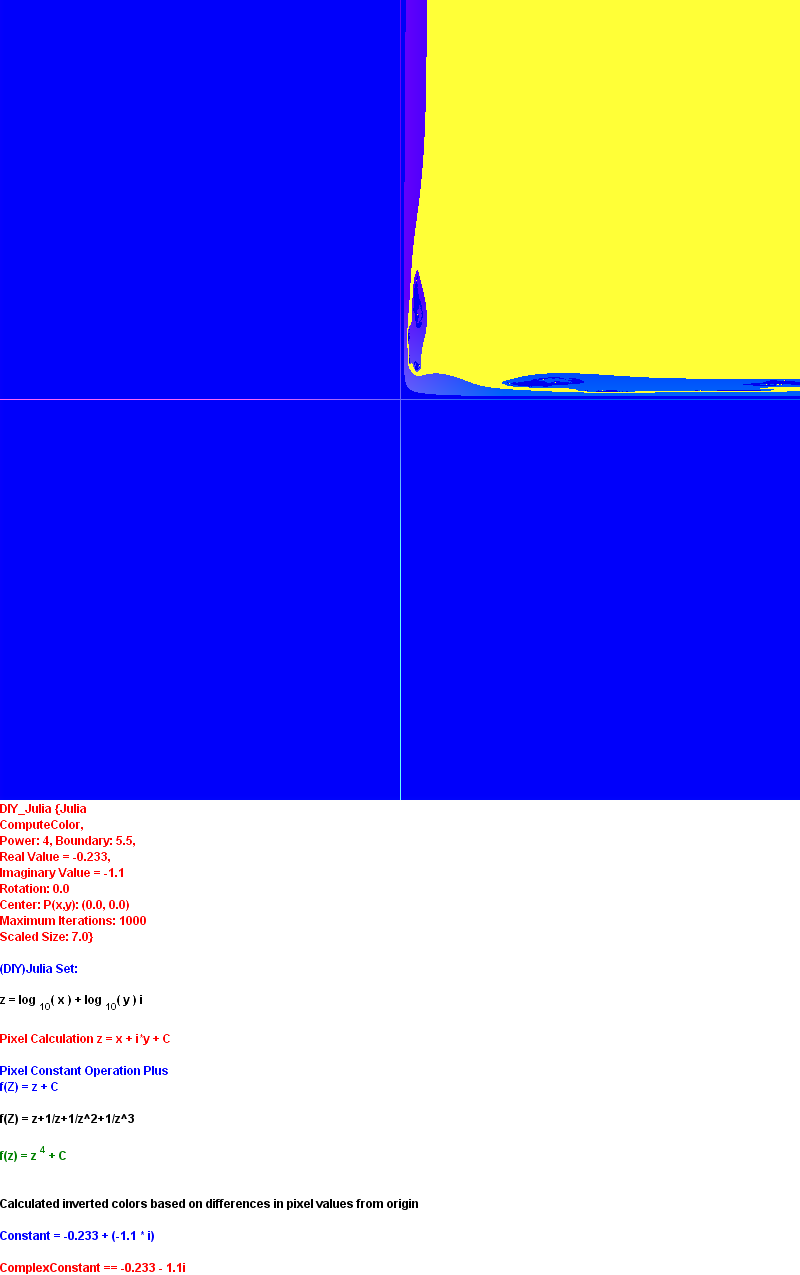 DIY_Julia {Julia
ComputeColor,
Power: 4, Boundary: 5.5,
Real Value = -0.233,
Imaginary Value = -1.1
Rotation: 0.0
Center: P(x,y): (0.0, 0.0)
Maximum Iterations: 1000
Scaled Size: 7.0}
(DIY)Julia Set:
z = log 10( x ) + log 10( y ) i
Pixel Calculation z = x + i*y + C
Pixel Constant Operation Plus
f(Z) = z + C
f(Z) = z+1/z+1/z^2+1/z^3
f(z) = z 4 + C
Calculated inverted colors based on differences in pixel values from origin
Constant = -0.233 + (-1.1 * i)
ComplexConstant == -0.233 - 1.1i